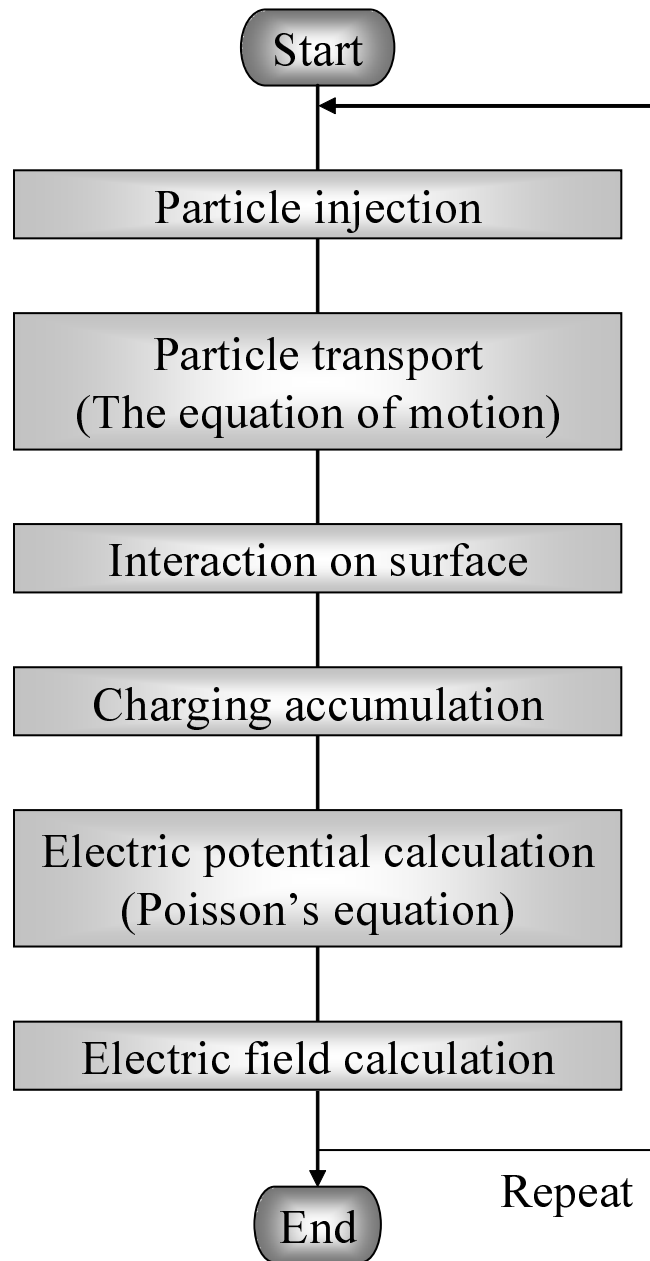 Start
Particle injection
Particle transport
(The equation of motion)
Interaction on surface
Charging accumulation
Electric potential calculation
(Poisson’s equation)
Electric field calculation
Repeat
End